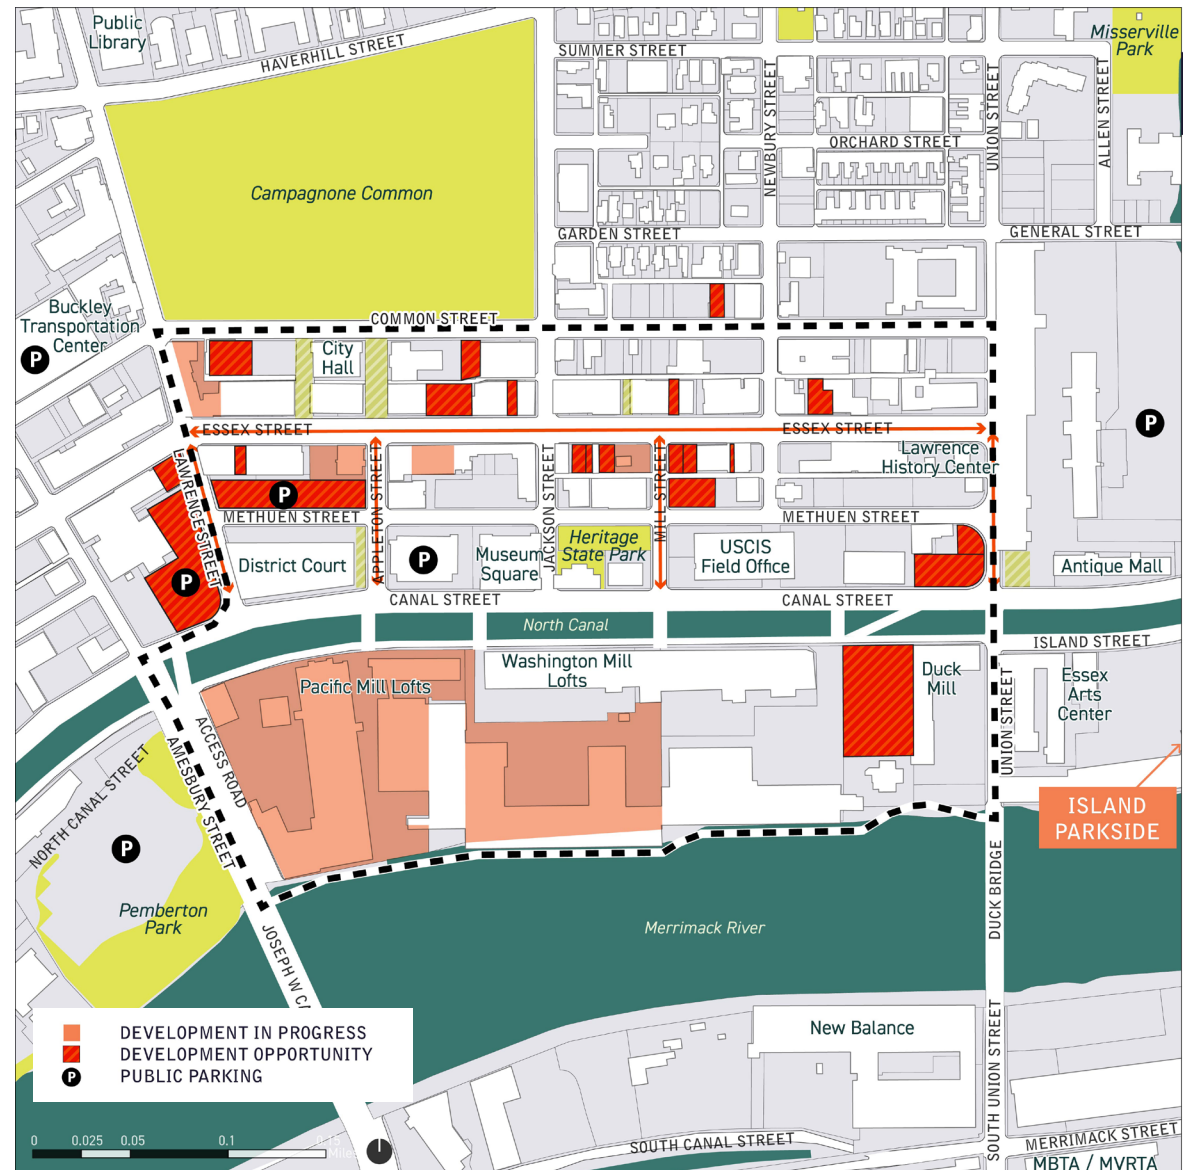 Public
Library
HAVERHILL STREET
SUMMER STREET
Misserville
Park
NEWBURY STREET
UNION STREET
ALLEN STREET
ORCHARD STREET
Campagnone Common
GARDEN STREET
GENERAL STREET
Buckley
Transportation
Center
P
COMMON STREET
City
Hall
P
ESSEX STREET
ESSEX STREET
Lawrence
History Center
LAWRENCE STREET
APPLETON STREET
JACKSON STREET
MILL STREET
P
METHUEN STREET
METHUEN STREET
P
District Court
P
Museum
Square
Heritage
State Park
USCIS
Field Office
Antique Mall
CANAL STREET
CANAL STREET
North Canal
ISLAND STREET
Washington Mill
Lofts
Pacific Mill Lofts
Duck
Mill
Essex
Arts
Center
UNION STREET
ACCESS ROAD
AMESBURY STREET
NORTH CANAL STREET
P
ISLAND
PARKSIDE
DUCK BRIDGE
Pemberton
Park
Merrimack River
JOSEPH W
DEVELOPMENT IN PROGRESS
DEVELOPMENT OPPORTUNITY
P PUBLIC PARKING
New Balance
SOUTH UNION STREET
0 0.025 0.05 0.1 0.15
Miles
SOUTH CANAL STREET
MERRIMACK STREET
MBTA / MVRTA